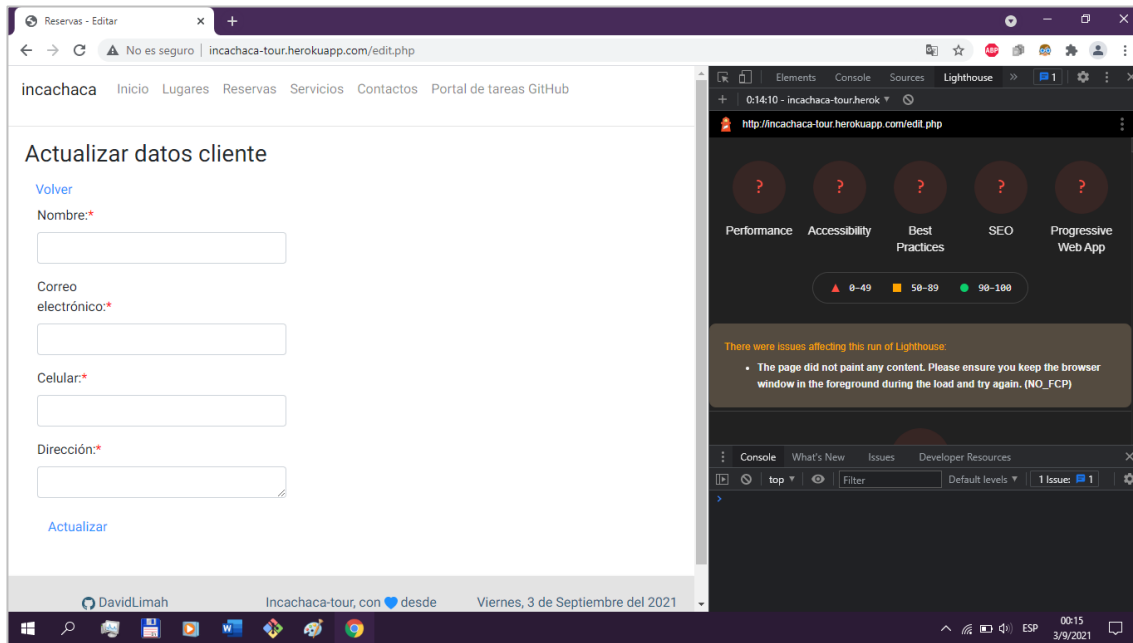 Reservas - Editar
No es seguro | incachaca-tour.herokuapp.com/edit.php
ABP
incachaca Inicio Lugares Reservas Servicios Contactos Portal de tareas GitHub
Actualizar datos cliente
Volver
Nombre:*
Correo
electrónico:*
Celular:*
Dirección:*
Actualizar
DavidLimah Incachaca-tour, con desde Viernes, 3 de Septiembre del 2021
Elements Console Sources Lighthouse » 1
+ 0:14:10 - incachaca-tour.herok
http://incachaca-tour.herokuapp.com/edit.php
? ? ? ? ?
Performance Accessibility Best SEO Progressive
Practices Web App
0-49 50-89 90-100
There were issues affecting this run of Lighthouse:
• The page did not paint any content. Please ensure you keep the browser
window in the foreground during the load and try again. (NO_FCP)
Console What's New Issues Developer Resources
top Filter Default levels 1 Issue: 1
>
ESP 00:15
3/9/2021